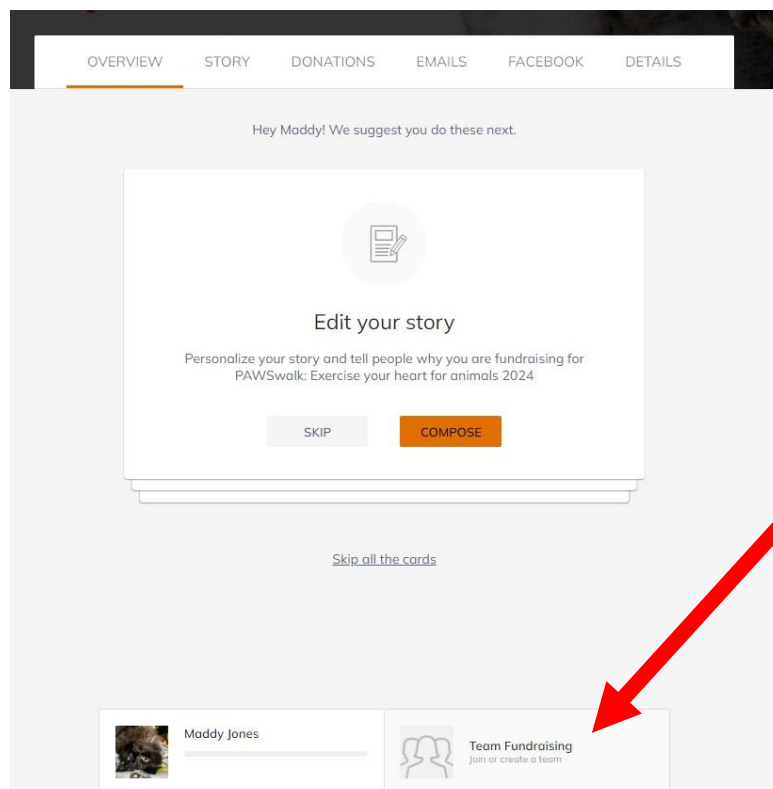 OVERVIEW STORY DONATIONS EMAILS FACEBOOK DETAILS
Hey Maddy! We suggest you do these next.
Edit your story
Personalize your story and tell people why you are fundraising for
PAWSwalk: Exercise your heart for animals 2024
SKIP COMPOSE
Skip all the cards
Maddy Jones
Team Fundraising
Join or create a team